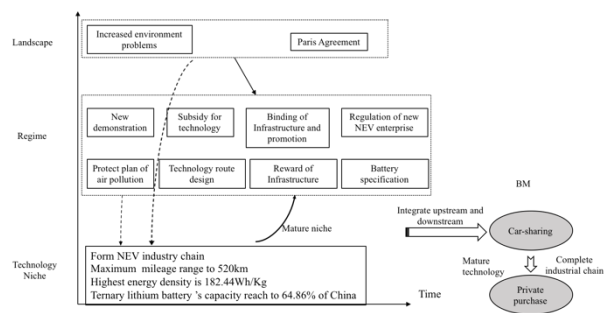 Landscape
Increased environment
problems
Paris Agreement
Regime
New
demonstration
Subsidy for
technology
Binding of
Infrastructure and
promotion
Regulation of new
NEV enterprise
Protect plan of
air pollution
Technology route
design
Reward of
Infrastructure
Battery
specification
Mature niche
Technology
Niche
Form NEV industry chain
Maximum mileage range to 520km
Highest energy density is 182.44Wh/Kg
Ternary lithium battery 's capacity reach to 64.86% of China
Time
BM
Integrate upstream and
downstream
Car-sharing
Mature
technology
Complete
industrial chain
Private
purchase